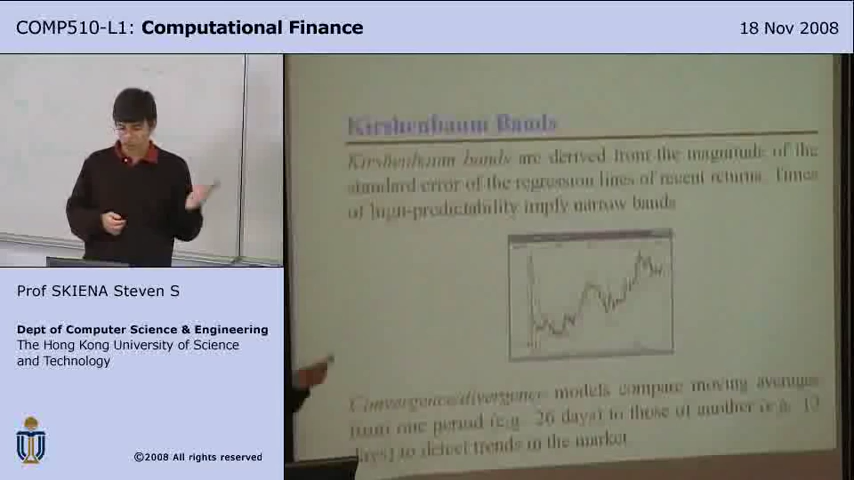 COMP510-L1: Computational Finance
18 Nov 2008
Kirshenbaum Bands
Kirshenbaum bands are derived from the magnitude of the
standard error of the regression lines of recent returns. Times
of high-predictability imply narrow bands
Convergence/divergence models compare moving averages
from one period (e.g. 26 days) to those of another (e.g.
to detect trends in the market
Prof SKIENA Steven S
Dept of Computer Science & Engineering
The Hong Kong University of Science
and Technology
©2008 All rights reserved